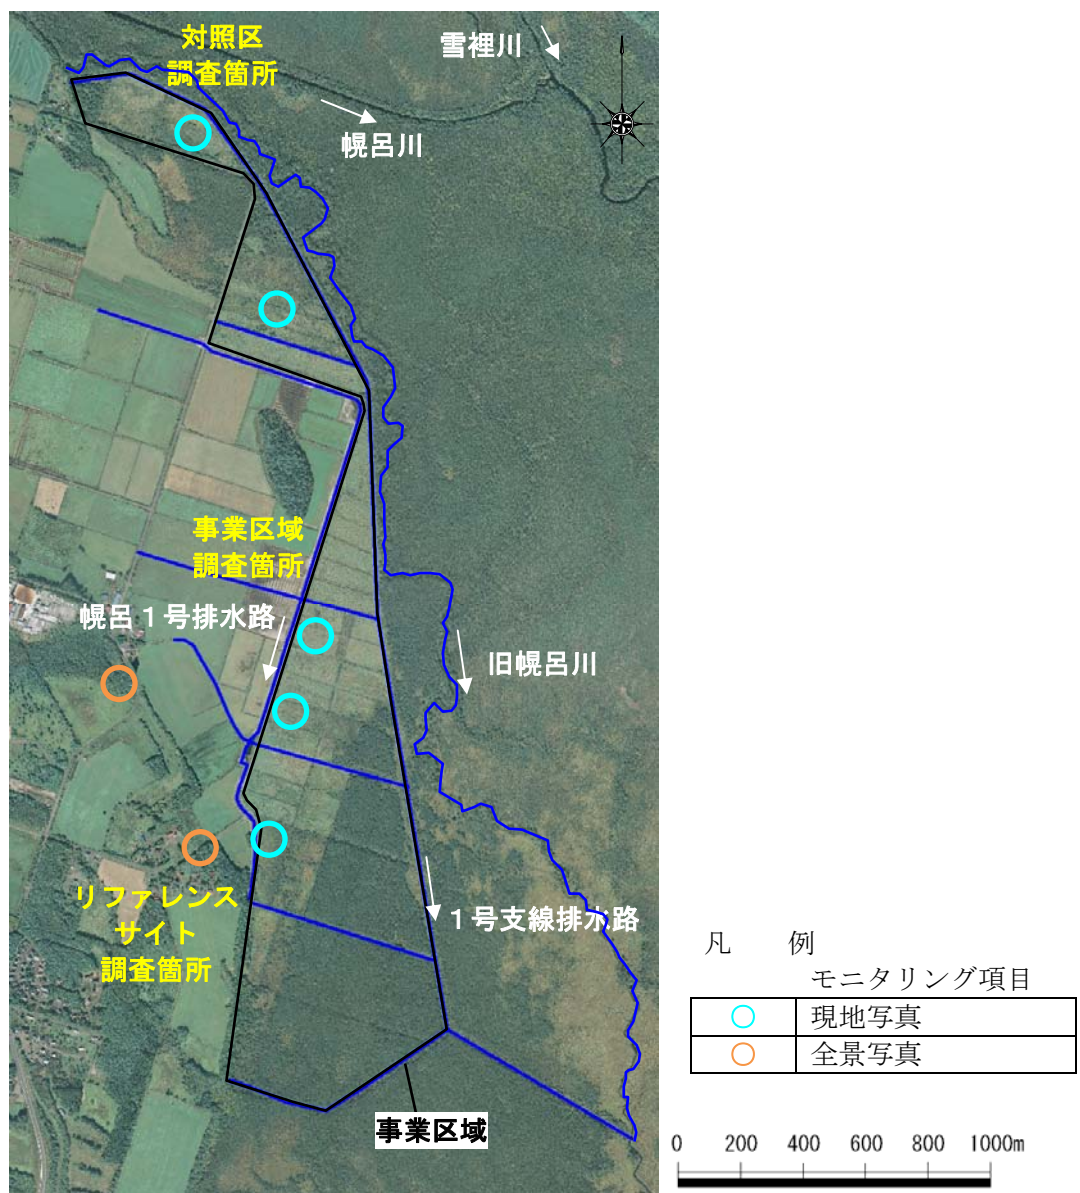 対照区
調査箇所
雪裡川
幌呂川
事業区域
調査箇所
幌呂１号排水路
旧幌呂川
リファレンス
サイト
調査箇所
１号支線排水路
事業区域
凡　例
モニタリング項目
現地写真
全景写真
0 200 400 600 800 1000m